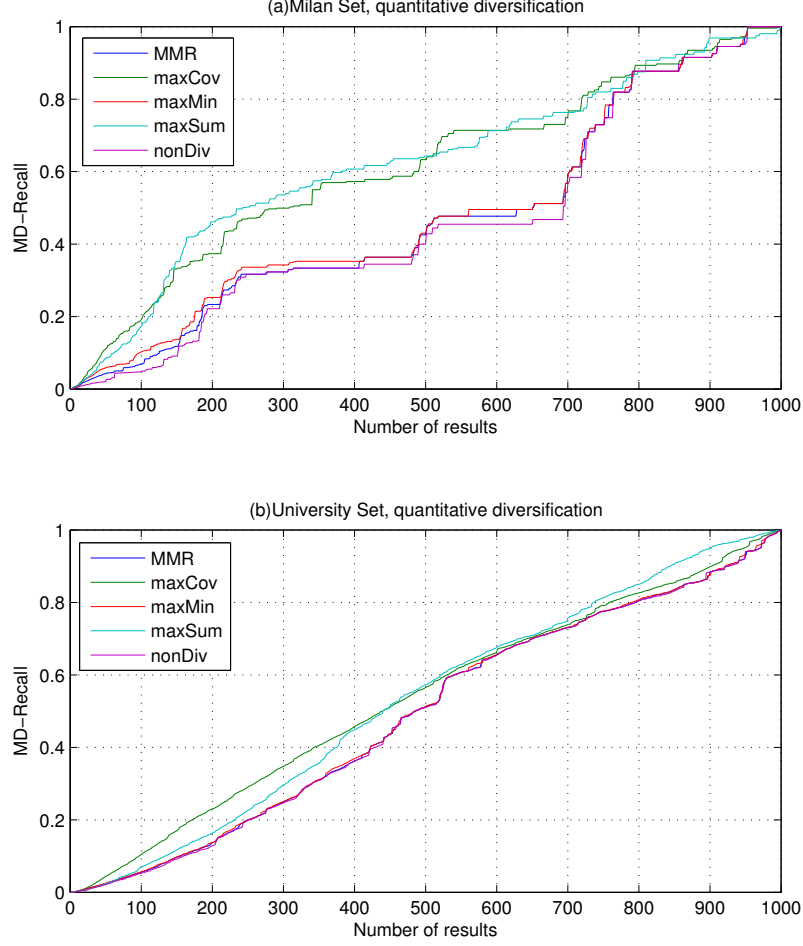 (a)Milan Set, quantitative diversification
1
0.8
0.6
0.4
0.2
0
MD−Recall
MMR
maxCov
maxMin
maxSum
nonDiv
0 100 200 300 400 500 600 700 800 900 1000
Number of results
(b)University Set, quantitative diversification
1
0.8
0.6
0.4
0.2
0
MD−Recall
MMR
maxCov
maxMin
maxSum
nonDiv
0 100 200 300 400 500 600 700 800 900 1000
Number of results